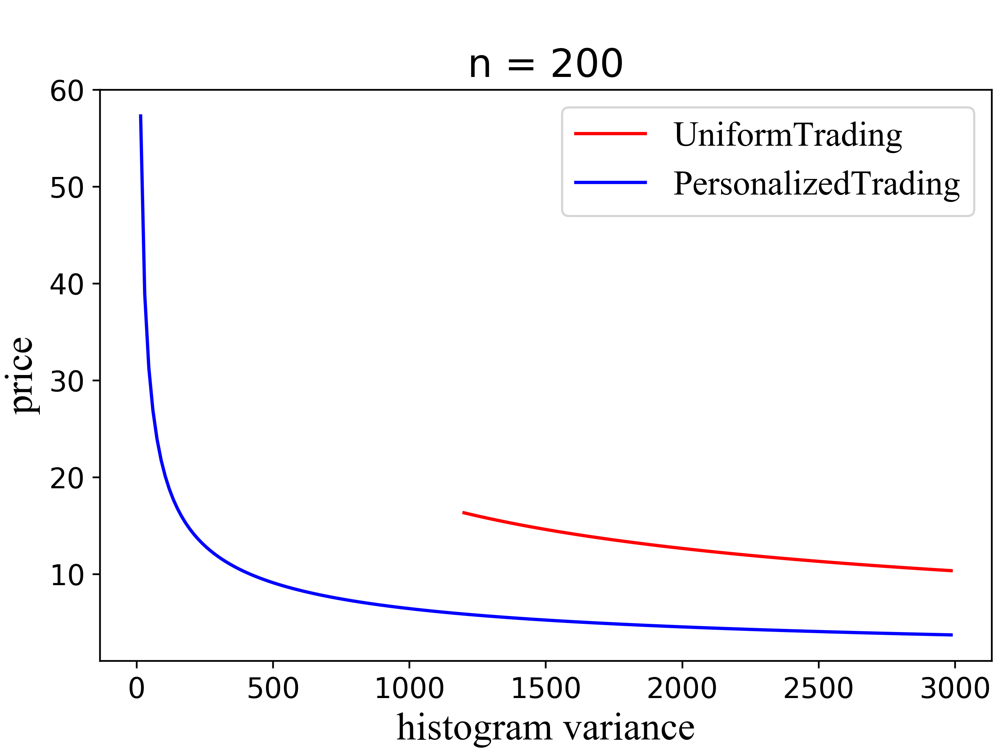 n = 200
60
50
40
30
20
10
price
UniformTrading
PersonalizedTrading
0 500 1000 1500 2000 2500 3000
histogram variance